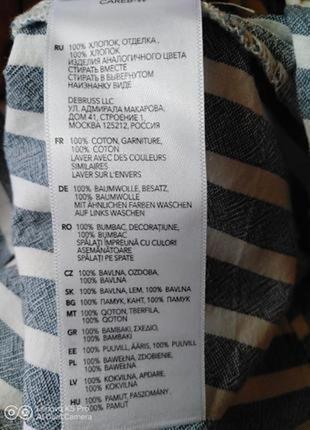 RU 100% ХЛОПОК, ОТДЕЛКА,
100% ХЛОПОК
ИЗДЕЛИЯ АНАЛОГИЧНОГО ЦВЕТА
СТИРАТЬ ВМЕСТЕ
СТИРАТЬ В ВЫВЕРНУТОМ
НАИЗНАНКУ ВИДЕ
DEBRUSS LLC
УЛ. АДМИРАЛА МАКАРОВА,
ДОМ 41, СТРОЕНИЕ 1,
МОСКВА 125212, РОССИЯ
FR 100% COTON, GARNITURE,
100% COTON
LAVER AVEC DES COULEURS
SIMILAIRES
LAVER SUR L'ENVERS
DE 100% BAUMWOLLE, BESATZ,
100% BAUMWOLLE
MIT ÄHNLICHEN FARBEN WASCHEN
AUF LINKS WASCHEN
RO 100% BUMBAC, DECORAȚIUNE,
100% BUMBAC
SPĂLAȚI ÎMPREUNĂ CU CULORI
ASEMĂNĂTOARE
SPĂLAȚI PE SPATE
CZ 100% BAVLNA, OZDOBA,
100% BAVLNA
SK 100% BAVLNA, LEM, 100% BAVLNA
BG 100% ПАМУК, КАНТ, 100% ПАМУК
MT 100% QOTON, TBERFILA,
100% QOTON
GR 100% ΒΑΜΒΑΚΙ, ΣΧΕΔΙΟ,
100% ΒΑΜΒΑΚΙ
EE 100% PUUVILL, ÄÄRIS, 100% PUUVILL
PL 100% BAWEŁNA, ZDOBIENIE,
100% BAWEŁNA
LV 100% KOKVILNA, APDARE,
100% KOKVILNA
HU 100% PAMUT, FASZOMÁNY,
100% PAMUT